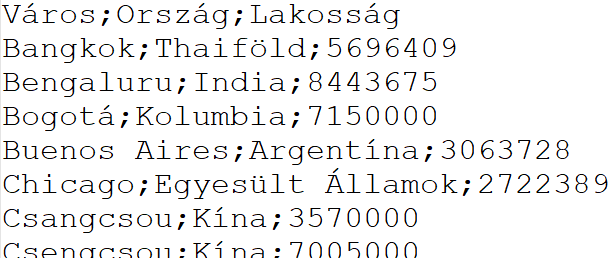 Város;Ország;Lakosság
Bangkok;Thaiföld;5696409
Bengaluru;India;8443675
Bogotá;Kolumbia;7150000
Buenos Aires;Argentína;3063728
Chicago;Egyesült Államok;2722389
Csangcsou;Kína;3570000
Csengcsou;Kína;7005000